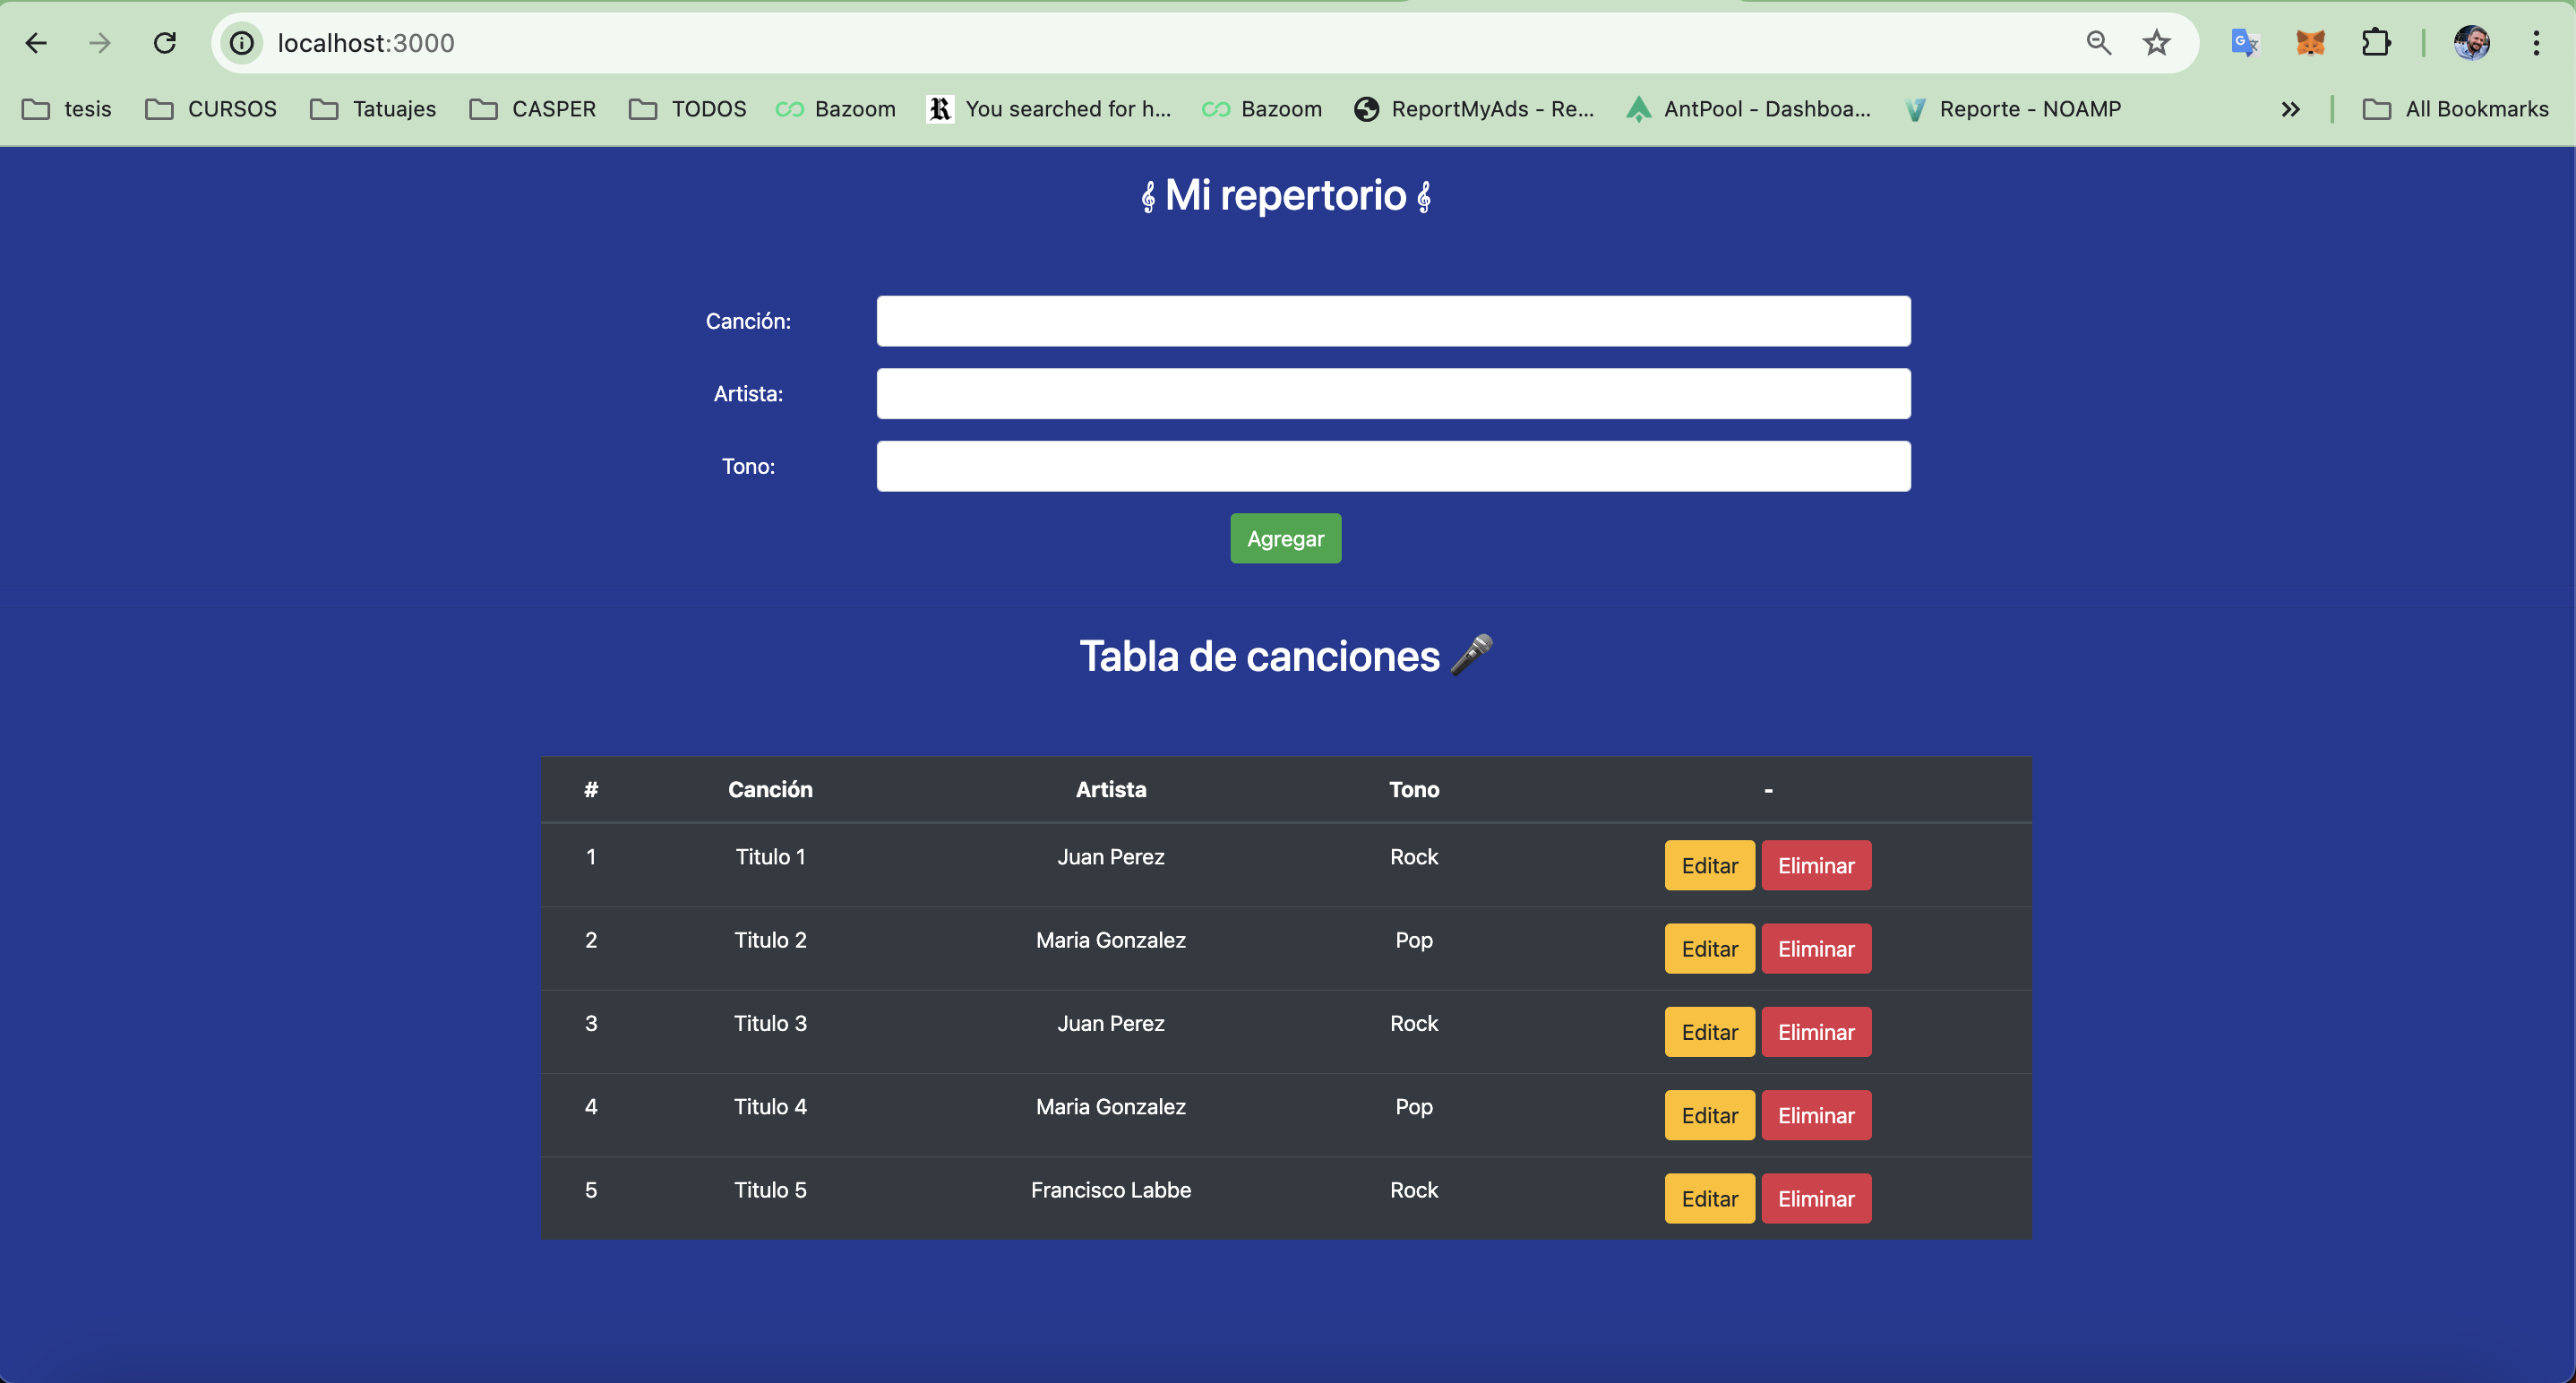 localhost:3000
tesis CURSOS Tatuajes CASPER TODOS Bazoom You searched for h... Bazoom ReportMyAds - Re... AntPool - Dashboa... Reporte - NOAMP » All Bookmarks
𝄞 Mi repertorio 𝄞
Canción:
Artista:
Tono:
Agregar
Tabla de canciones 🎤
# Canción Artista Tono -
1 Titulo 1 Juan Perez Rock Editar Eliminar
2 Titulo 2 Maria Gonzalez Pop Editar Eliminar
3 Titulo 3 Juan Perez Rock Editar Eliminar
4 Titulo 4 Maria Gonzalez Pop Editar Eliminar
5 Titulo 5 Francisco Labbe Rock Editar Eliminar